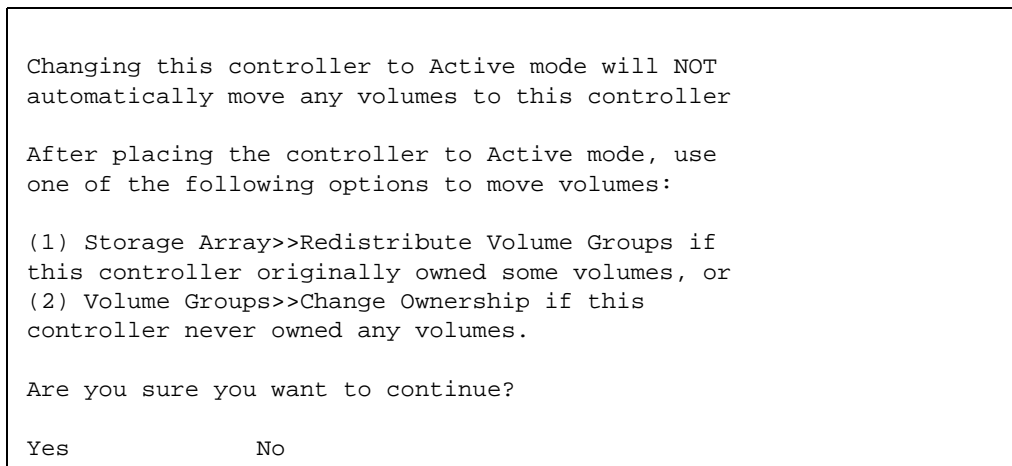 Changing this controller to Active mode will NOT
automatically move any volumes to this controller
After placing the controller to Active mode, use
one of the following options to move volumes:
(1) Storage Array>>Redistribute Volume Groups if
this controller originally owned some volumes, or
(2) Volume Groups>>Change Ownership if this
controller never owned any volumes.
Are you sure you want to continue?
Yes No